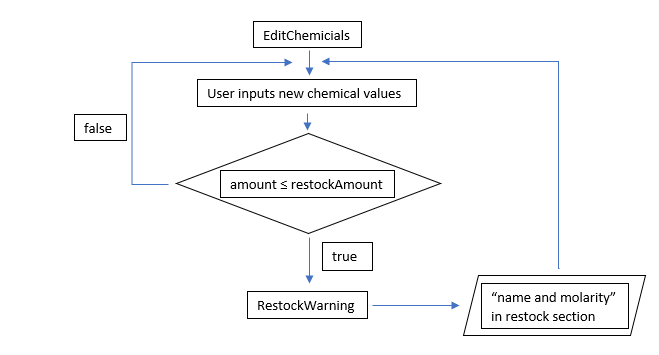 EditChemicials
User inputs new chemical values
false
amount ≤ restockAmount
true
RestockWarning
“name and molarity”
in restock section